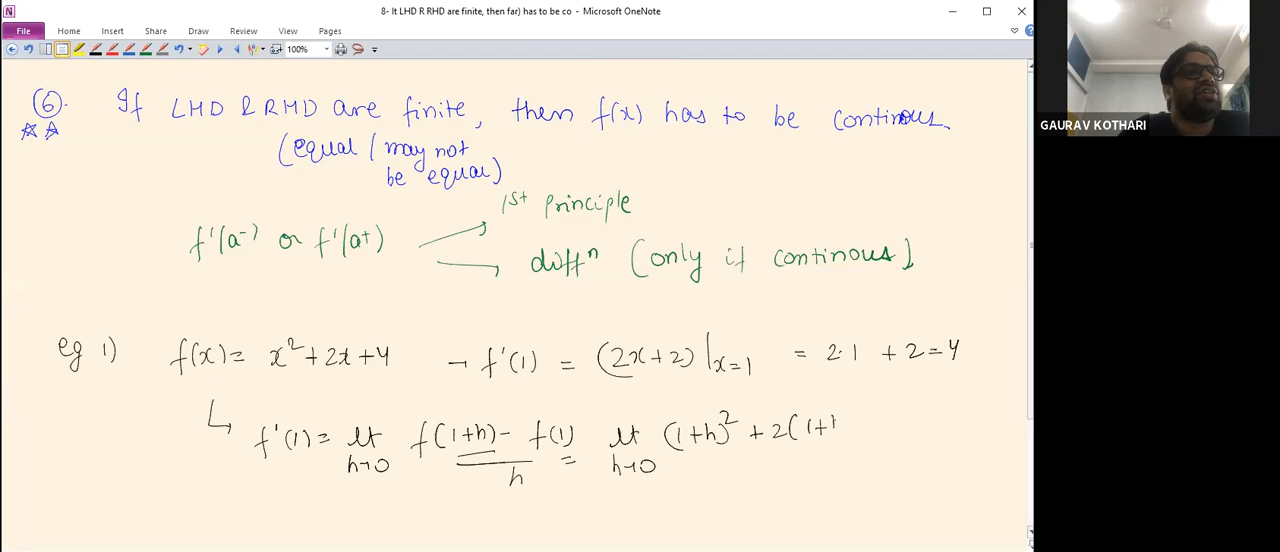 8- It LHD R RHD are finite, then far) has to be co - Microsoft OneNote
File Home Insert Share Draw Review View Pages
100%
GAURAV KOTHARI
(6). If LHD & RHD are finite, then f(x) has to be continous.
(equal / may not
be equal)
1st principle
f'(a-) or f'(a+)
diffn (only if continous)
eg 1) f(x) = x²+2x+4 → f'(1) = (2x+2)|x=1 = 2·1 + 2 = 4
↳ f'(1) = lt h→0 f(1+h) - f(1) / h = lt h→0 (1+h)² + 2(1+